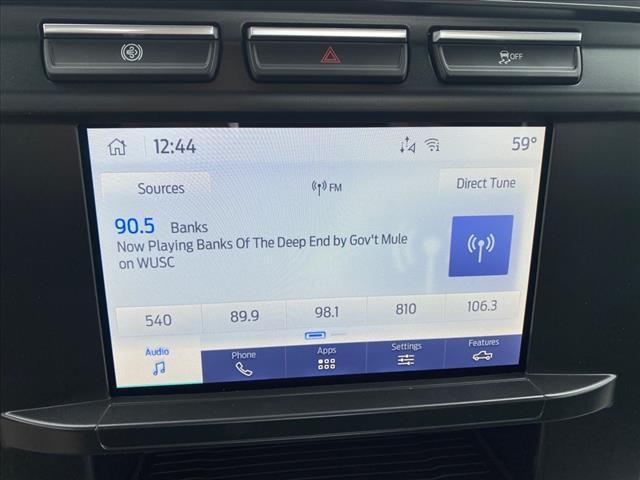 OFF
12:44
59°
Sources
FM
Direct Tune
90.5 Banks
Now Playing Banks Of The Deep End by Gov't Mule
on WUSC
540 89.9 98.1 810 106.3
Audio Phone Apps Settings Features